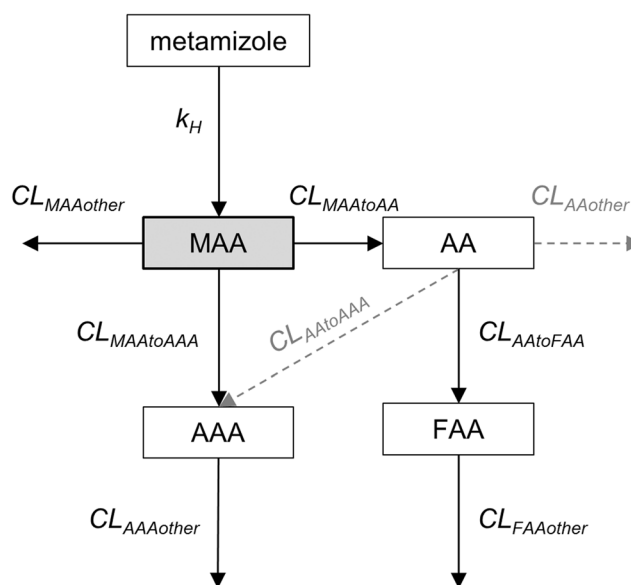 metamizole
k_H
CL_MAAother
CL_MAAtoAA
CL_AAother
MAA
AA
CL_MAAtoAAA
CL_AAtoAAA
CL_AAtoFAA
AAA
FAA
CL_AAAother
CL_FAAother